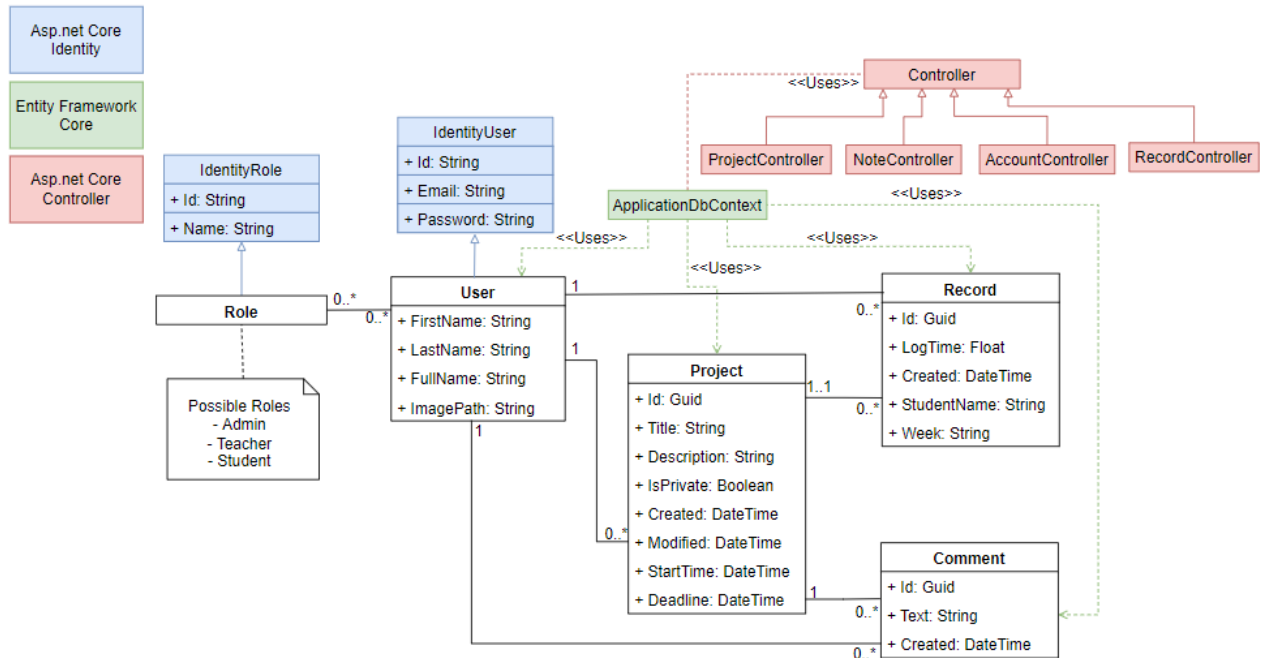 Asp.net Core
Identity
Entity Framework
Core
Asp.net Core
Controller
Controller
<<Uses>>
ProjectController
NoteController
AccountController
RecordController
IdentityUser
+ Id: String
+ Email: String
+ Password: String
IdentityRole
+ Id: String
+ Name: String
ApplicationDbContext
<<Uses>>
<<Uses>>
<<Uses>>
<<Uses>>
Role
0..*
0..*
User
+ FirstName: String
+ LastName: String
+ FullName: String
+ ImagePath: String
1
1
1
Possible Roles
- Admin
- Teacher
- Student
Project
+ Id: Guid
+ Title: String
+ Description: String
+ IsPrivate: Boolean
+ Created: DateTime
+ Modified: DateTime
+ StartTime: DateTime
+ Deadline: DateTime
0..*
1..1
1
Record
+ Id: Guid
+ LogTime: Float
+ Created: DateTime
+ StudentName: String
+ Week: String
0..*
0..*
Comment
+ Id: Guid
+ Text: String
+ Created: DateTime
0..*
0..*